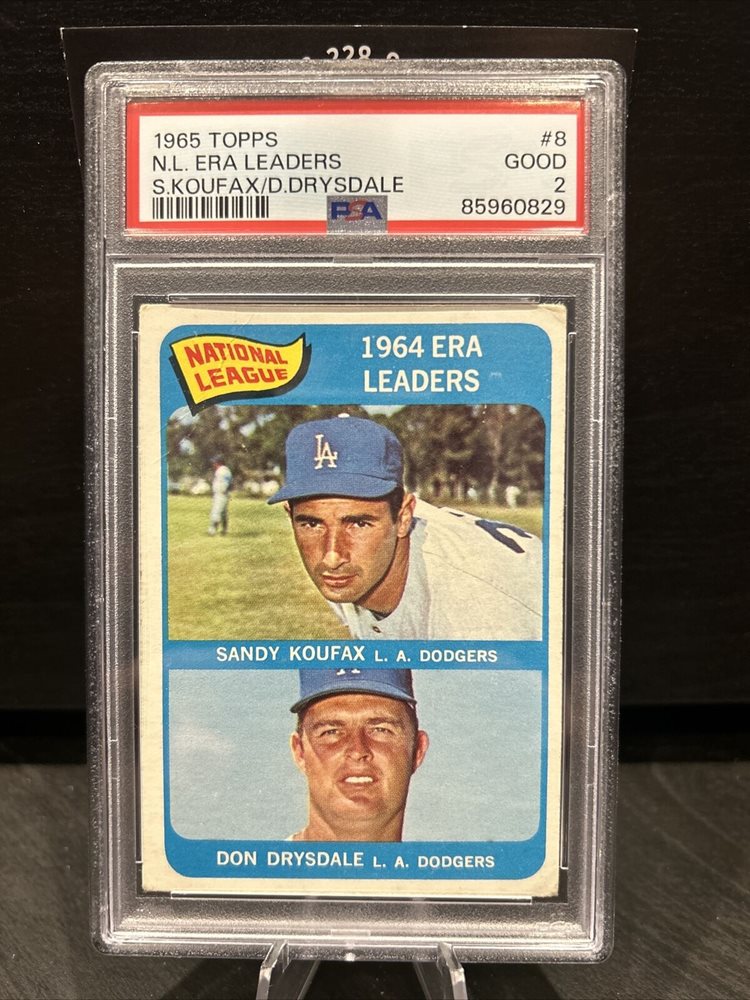 228
1965 TOPPS #8
N.L. ERA LEADERS GOOD
S.KOUFAX/D.DRYSDALE 2
PSA 85960829
NATIONAL LEAGUE
1964 ERA
LEADERS
LA
SANDY KOUFAX L. A. DODGERS
DON DRYSDALE L. A. DODGERS